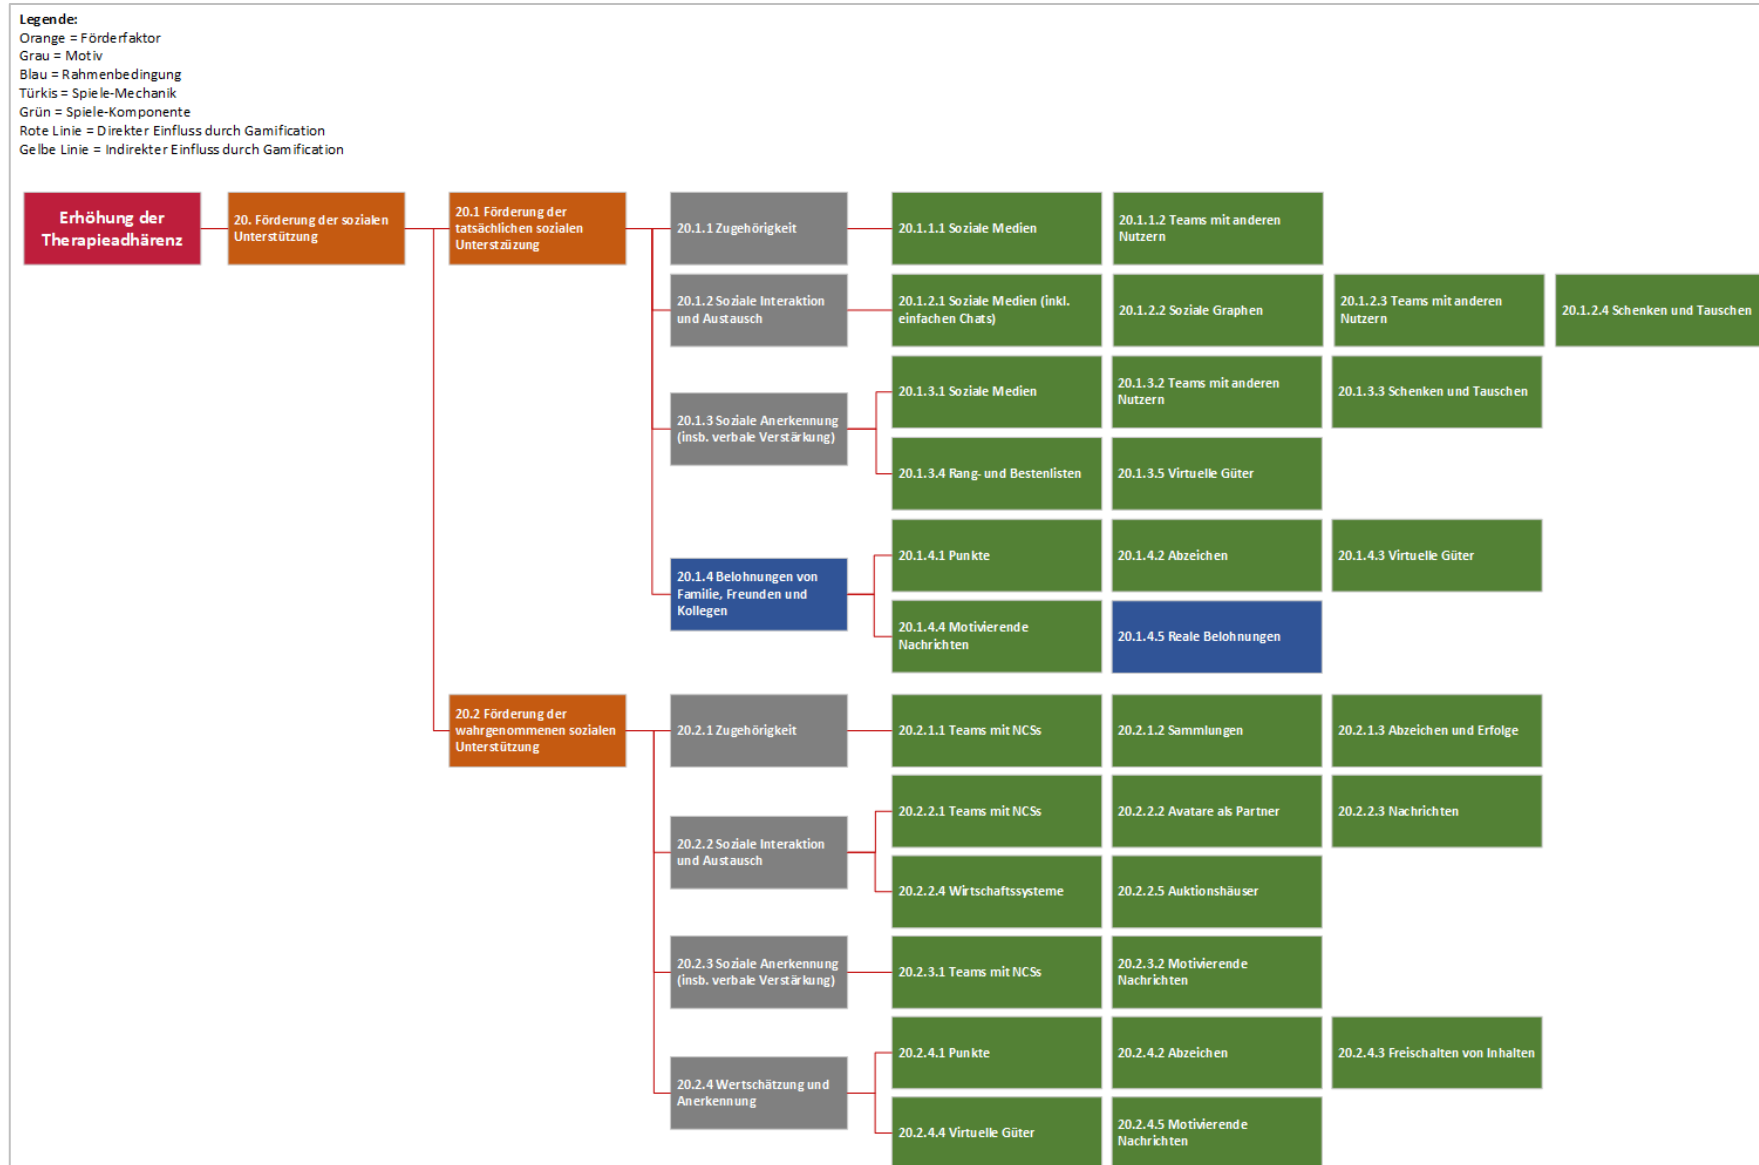 Legende:
Orange = Förderfaktor
Grau = Motiv
Blau = Rahmenbedingung
Türkis = Spiele-Mechanik
Grün = Spiele-Komponente
Rote Linie = Direkter Einfluss durch Gamification
Gelbe Linie = Indirekter Einfluss durch Gamification
Erhöhung der
Therapieadhärenz
20. Förderung der sozialen
Unterstützung
20.1 Förderung der
tatsächlichen sozialen
Unterstzüzung
20.1.1 Zugehörigkeit
20.1.1.1 Soziale Medien
20.1.1.2 Teams mit anderen
Nutzern
20.1.2 Soziale Interaktion
und Austausch
20.1.2.1 Soziale Medien (inkl.
einfachen Chats)
20.1.2.2 Soziale Graphen
20.1.2.3 Teams mit anderen
Nutzern
20.1.2.4 Schenken und Tauschen
20.1.3 Soziale Anerkennung
(insb. verbale Verstärkung)
20.1.3.1 Soziale Medien
20.1.3.2 Teams mit anderen
Nutzern
20.1.3.3 Schenken und Tauschen
20.1.3.4 Rang- und Bestenlisten
20.1.3.5 Virtuelle Güter
20.1.4 Belohnungen von
Familie, Freunden und
Kollegen
20.1.4.1 Punkte
20.1.4.2 Abzeichen
20.1.4.3 Virtuelle Güter
20.1.4.4 Motivierende
Nachrichten
20.1.4.5 Reale Belohnungen
20.2 Förderung der
wahrgenommenen sozialen
Unterstützung
20.2.1 Zugehörigkeit
20.2.1.1 Teams mit NCSs
20.2.1.2 Sammlungen
20.2.1.3 Abzeichen und Erfolge
20.2.2 Soziale Interaktion
und Austausch
20.2.2.1 Teams mit NCSs
20.2.2.2 Avatare als Partner
20.2.2.3 Nachrichten
20.2.2.4 Wirtschaftssysteme
20.2.2.5 Auktionshäuser
20.2.3 Soziale Anerkennung
(insb. verbale Verstärkung)
20.2.3.1 Teams mit NCSs
20.2.3.2 Motivierende
Nachrichten
20.2.4 Wertschätzung und
Anerkennung
20.2.4.1 Punkte
20.2.4.2 Abzeichen
20.2.4.3 Freischalten von Inhalten
20.2.4.4 Virtuelle Güter
20.2.4.5 Motivierende
Nachrichten